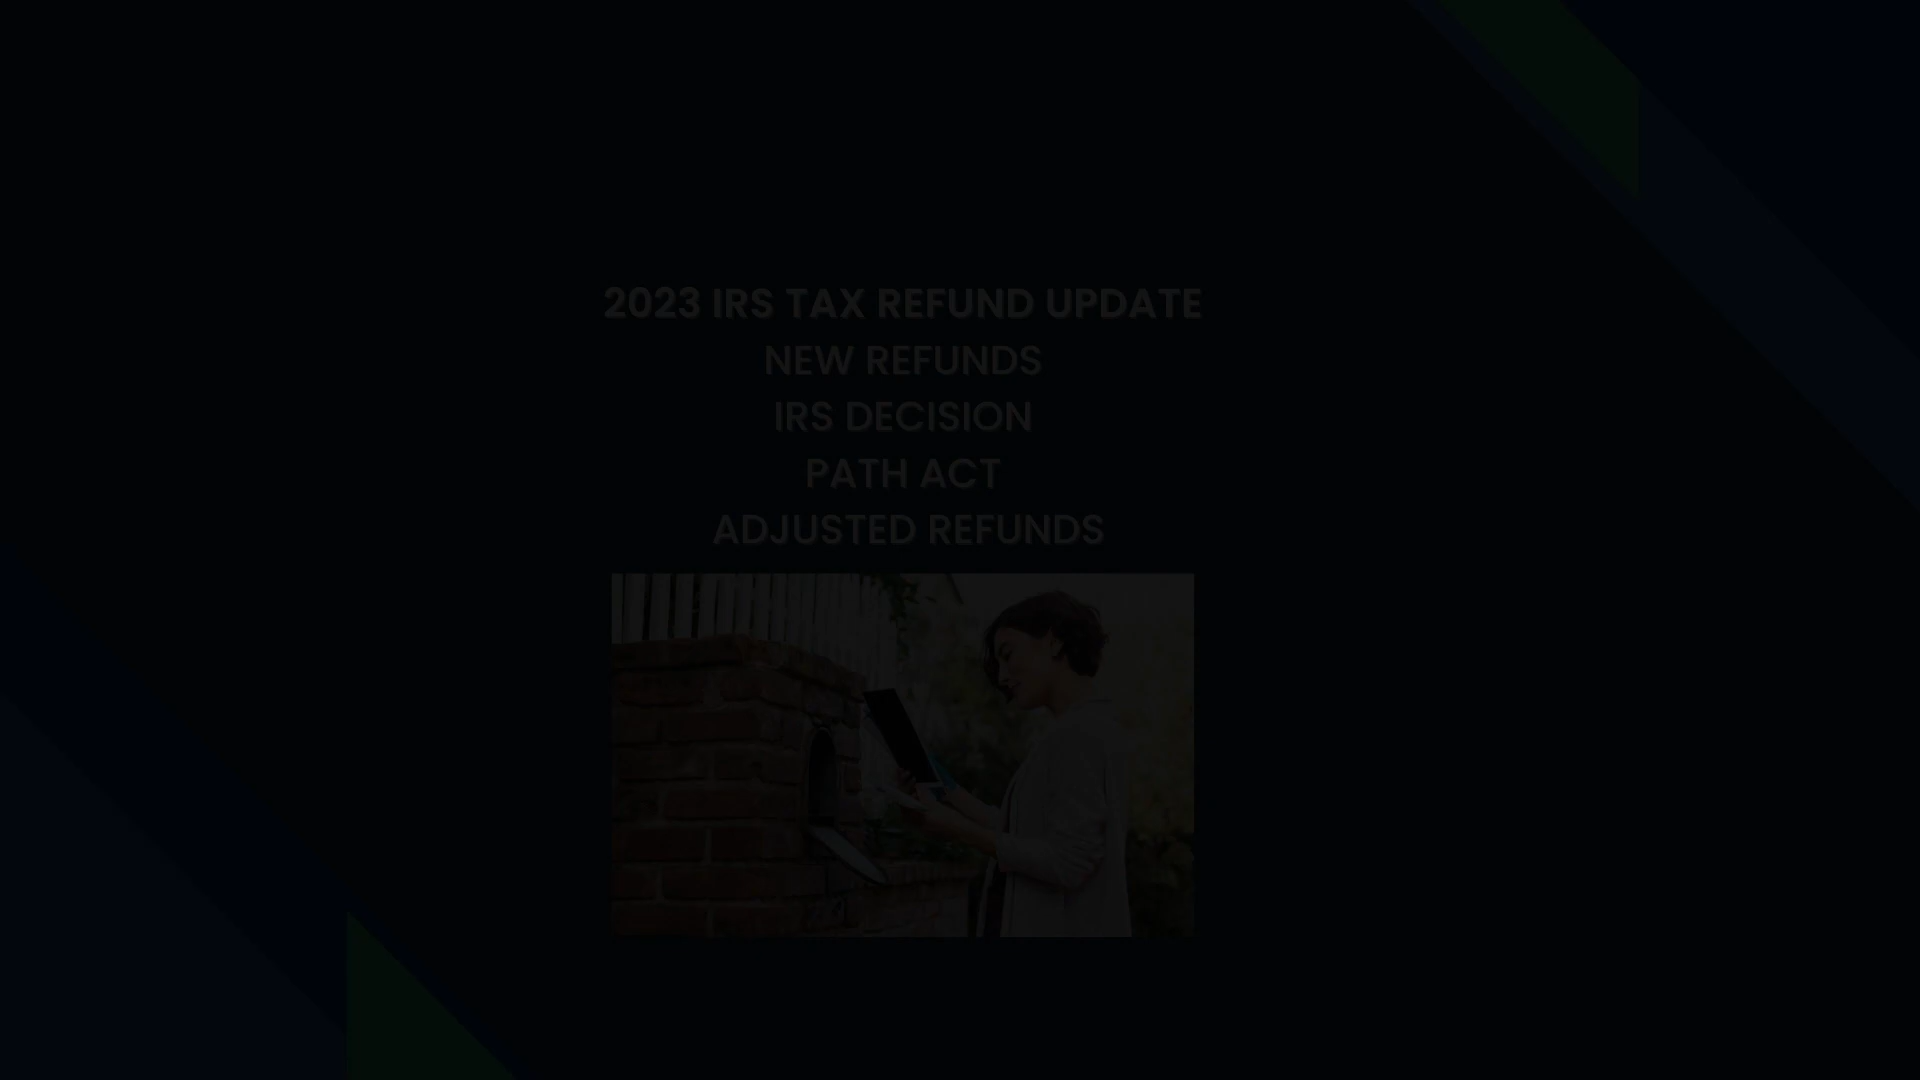 2023 IRS TAX REFUND UPDATE
NEW REFUNDS
IRS DECISION
PATH ACT
ADJUSTED REFUNDS